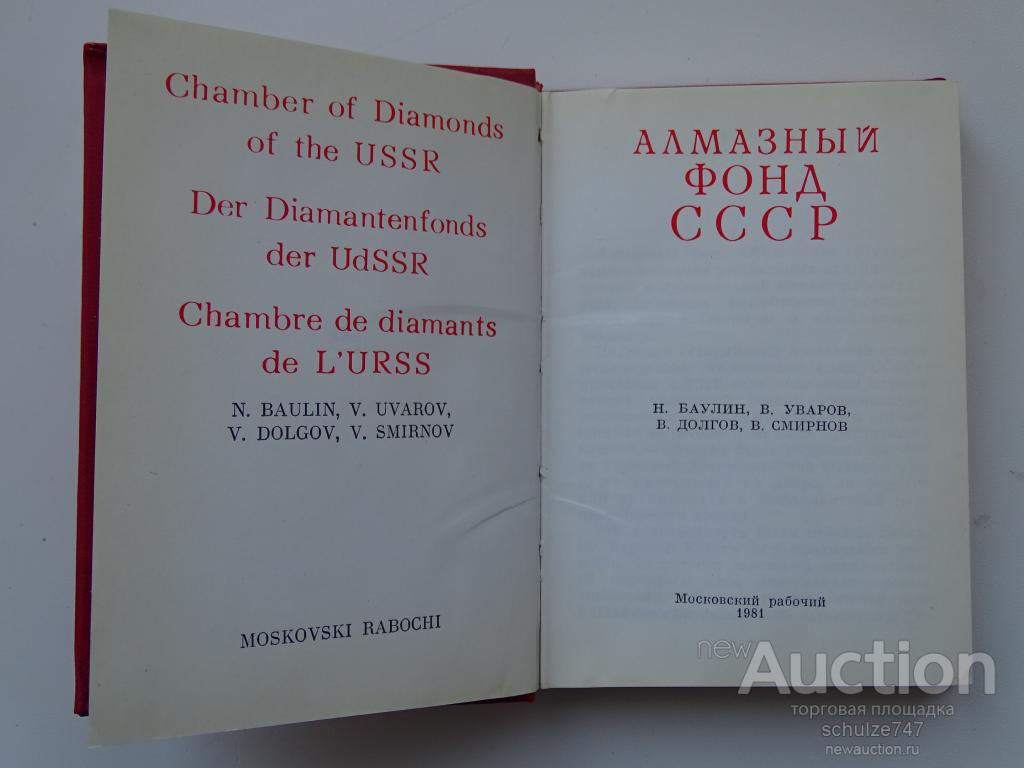 Chamber of Diamonds
of the USSR
Der Diamantenfonds
der UdSSR
Chambre de diamants
de L'URSS
N. BAULIN, V. UVAROV,
V. DOLGOV, V. SMIRNOV
MOSKOVSKI RABOCHI
АЛМАЗНЫЙ
ФОНД
СССР
Н. БАУЛИН, В. УВАРОВ,
В. ДОЛГОВ, В. СМИРНОВ
Московский рабочий
1981
newAuction
торговая площадка
schulze747
newauction.ru